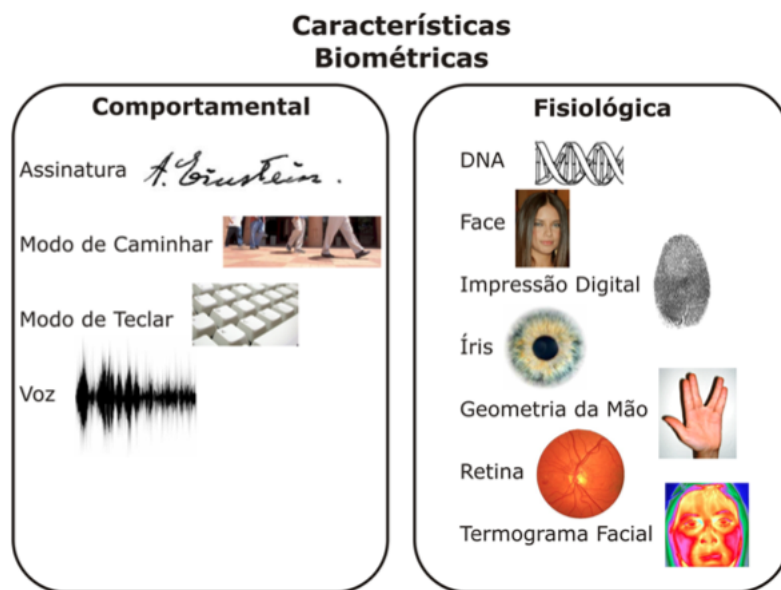 Características
Biométricas
Comportamental
Assinatura
A. Einstein.
Modo de Caminhar
Modo de Teclar
Voz
Fisiológica
DNA
Face
Impressão Digital
Íris
Geometria da Mão
Retina
Termograma Facial